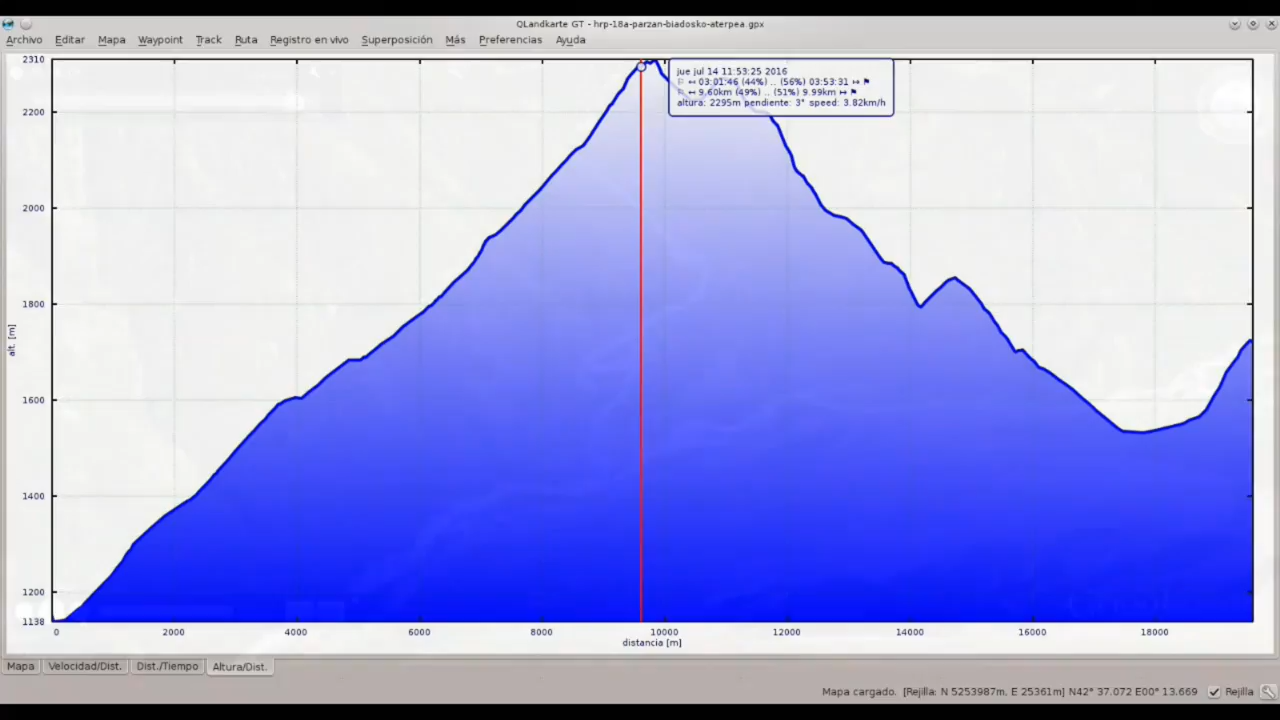 QLandkarte GT - hrp-18a-parzan-biadosko-aterpea gpx
Archivo Editar Mapa Waypoint Track Ruta Registro en vivo Superposición Más Preferencias Ayuda
jue jul 14 11:53:25 2016
↤ 03:01:46 (44%) .. (56%) 03:53:31 ↦
↤ 9.60km (49%) .. (51%) 9.99km ↦
altura: 2295m pendiente: 3° speed: 3.82km/h
2310
2200
2000
1800
alt. [m]
1600
1400
1200
1138
0 2000 4000 6000 8000 10000 12000 14000 16000 18000
distancia [m]
Mapa Velocidad/Dist. Dist./Tiempo Altura/Dist.
Mapa cargado. [Rejilla: N 5253987m, E 25361m] N42° 37.072 E00° 13.669 Rejilla